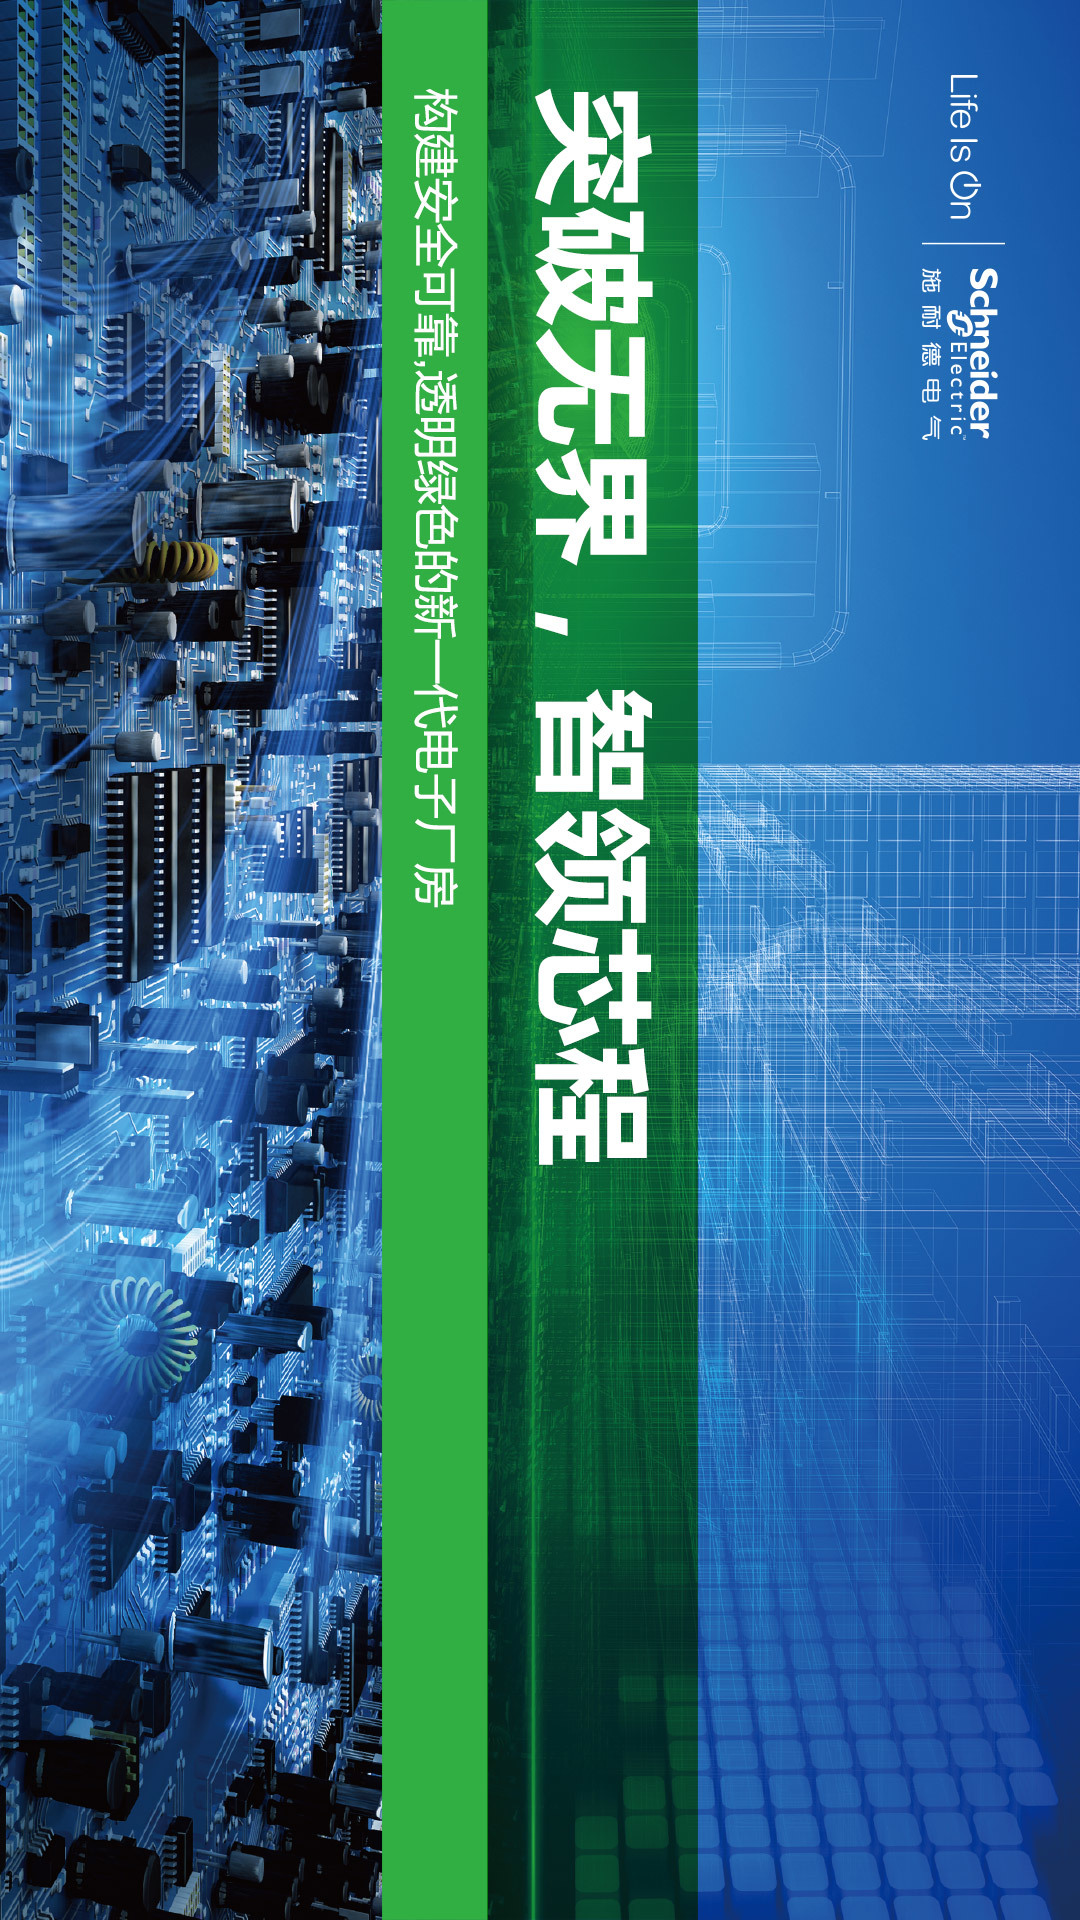 Life Is On
Schneider
Electric™
施耐德电气
突破无界，智领芯程
构建安全可靠,透明绿色的新一代电子厂房